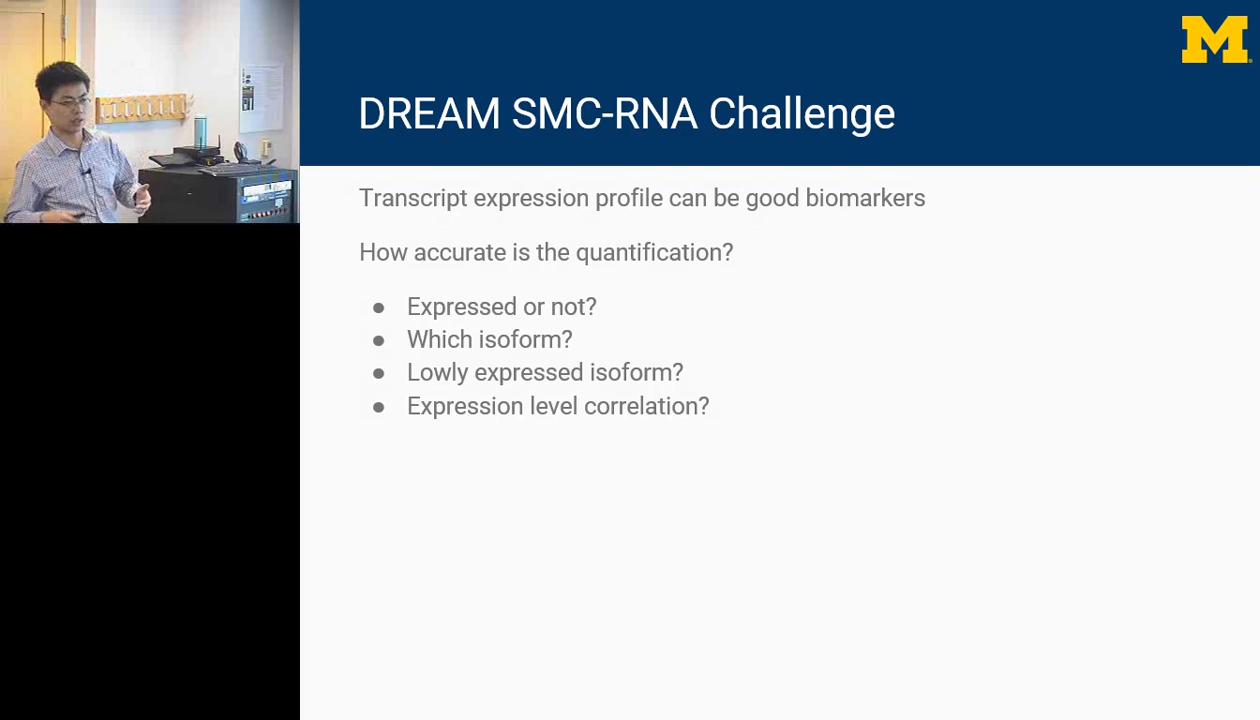 M
DREAM SMC-RNA Challenge
Transcript expression profile can be good biomarkers
How accurate is the quantification?
● Expressed or not?
● Which isoform?
● Lowly expressed isoform?
● Expression level correlation?